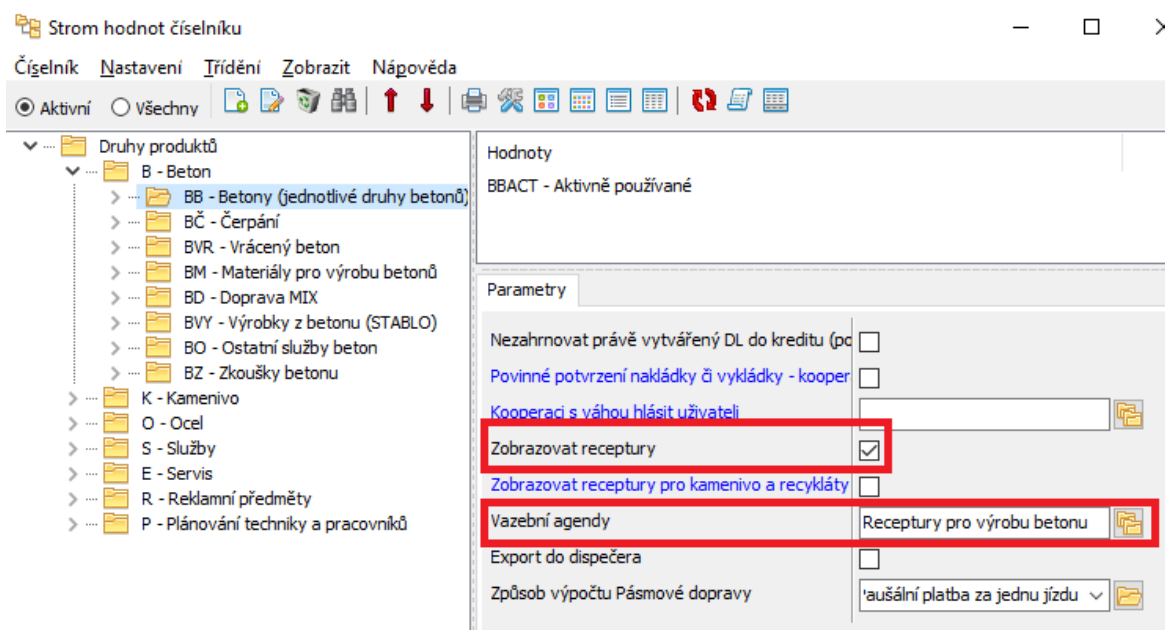 Strom hodnot číselníku
Číselník Nastavení Třídění Zobrazit Nápověda
Aktivní Všechny
Druhy produktů
B - Beton
BB - Betony (jednotlivé druhy betonů)
BČ - Čerpání
BVR - Vrácený beton
BM - Materiály pro výrobu betonů
BD - Doprava MIX
BVY - Výrobky z betonu (STABLO)
BO - Ostatní služby beton
BZ - Zkoušky betonu
K - Kamenivo
O - Ocel
S - Služby
E - Servis
R - Reklamní předměty
P - Plánování techniky a pracovníků
Hodnoty
BBACT - Aktivně používané
Parametry
Nezahrnovat právě vytvářený DL do kreditu (po
Povinné potvrzení nakládky či vykládky - kooper
Kooperaci s váhou hlásit uživateli
Zobrazovat receptury
Zobrazovat receptury pro kamenivo a recykláty
Vazební agendy Receptury pro výrobu betonu
Export do dispečera
Způsob výpočtu Pásmové dopravy 'aušální platba za jednu jízdu